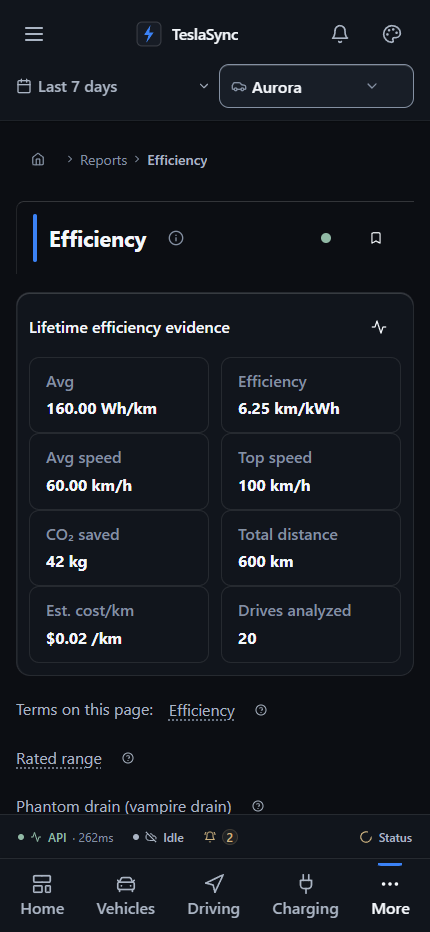 TeslaSync
Last 7 days
Aurora
Reports
Efficiency
Efficiency
Lifetime efficiency evidence
Avg
160.00 Wh/km
Efficiency
6.25 km/kWh
Avg speed
60.00 km/h
Top speed
100 km/h
CO₂ saved
42 kg
Total distance
600 km
Est. cost/km
$0.02 /km
Drives analyzed
20
Terms on this page: Efficiency
Rated range
Phantom drain (vampire drain)
API · 262ms Idle 2 Status
Home Vehicles Driving Charging More